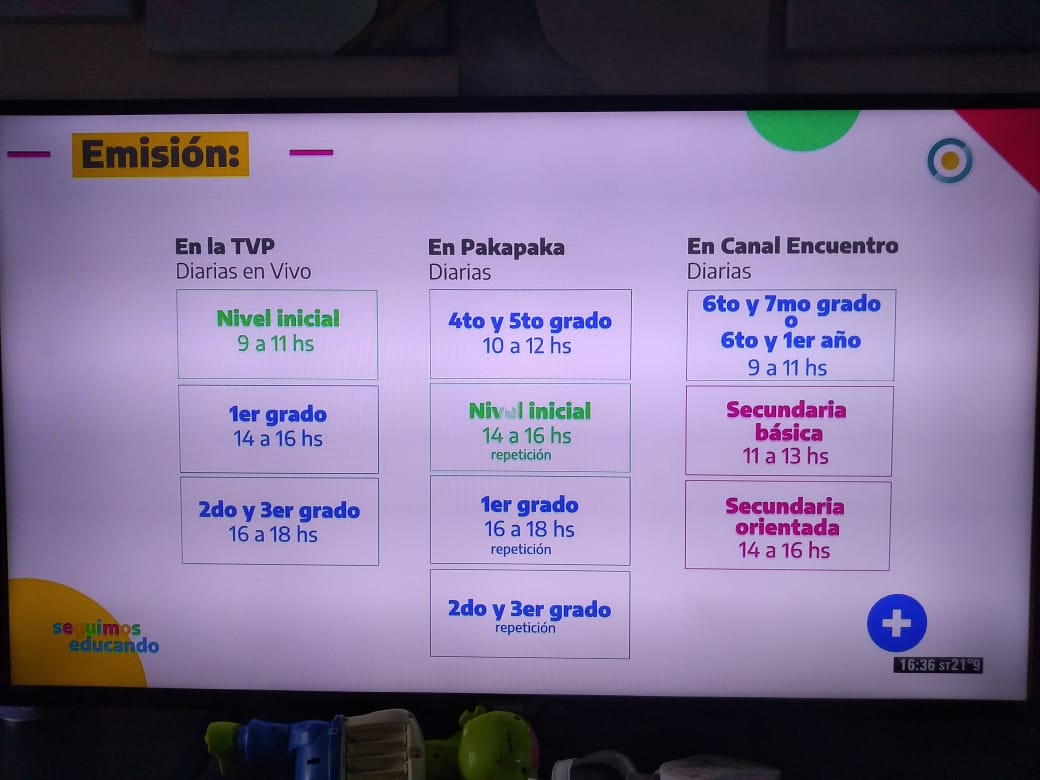 Emisión:
En la TVP
Diarias en Vivo
Nivel inicial
9 a 11 hs
1er grado
14 a 16 hs
2do y 3er grado
16 a 18 hs
En Pakapaka
Diarias
4to y 5to grado
10 a 12 hs
Nivel inicial
14 a 16 hs
repetición
1er grado
16 a 18 hs
repetición
2do y 3er grado
repetición
En Canal Encuentro
Diarias
6to y 7mo grado
o
6to y 1er año
9 a 11 hs
Secundaria
básica
11 a 13 hs
Secundaria
orientada
14 a 16 hs
seguimos
educando
+
16:36 ST21°9